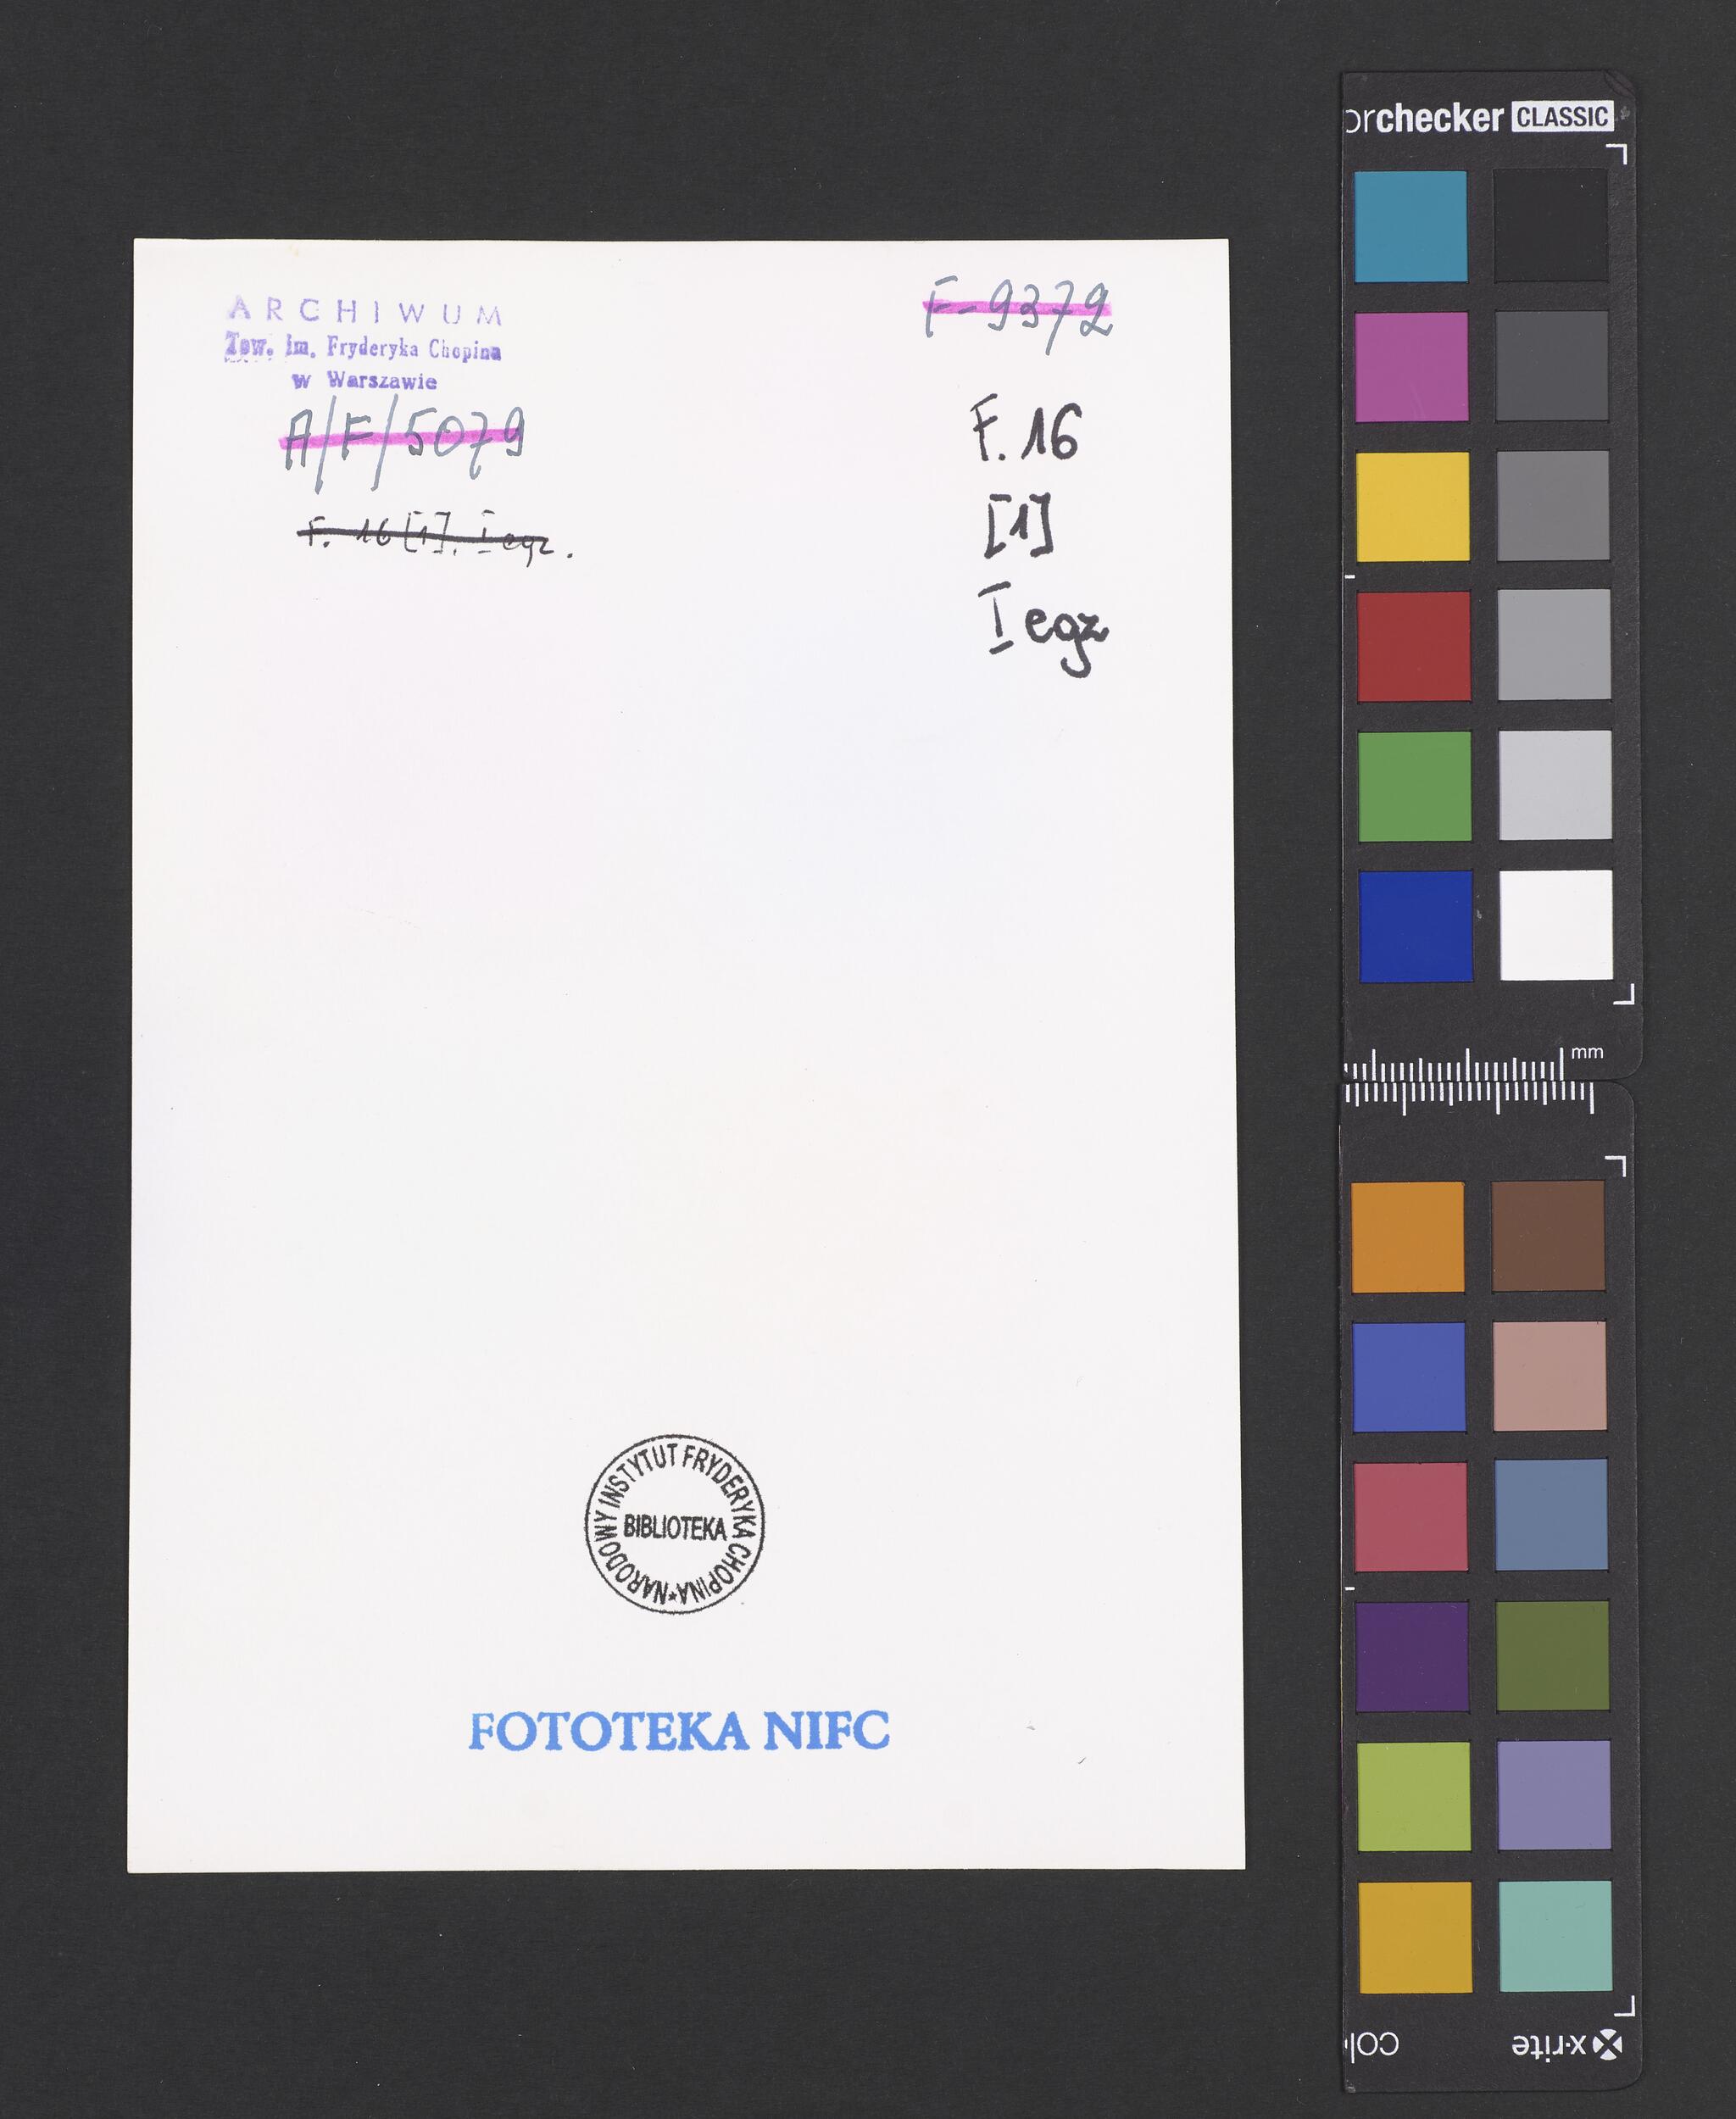 ARCHIWUM
Tow. im. Fryderyka Chopina
w Warszawie
A/F/5079
F. 16 [1]. I egz.
F-9372
F. 16
[1]
I egz
NARODOWY INSTYTUT FRYDERYKA CHOPINA
BIBLIOTEKA
FOTOTEKA NIFC
orchecker CLASSIC
mm
x·rite
col